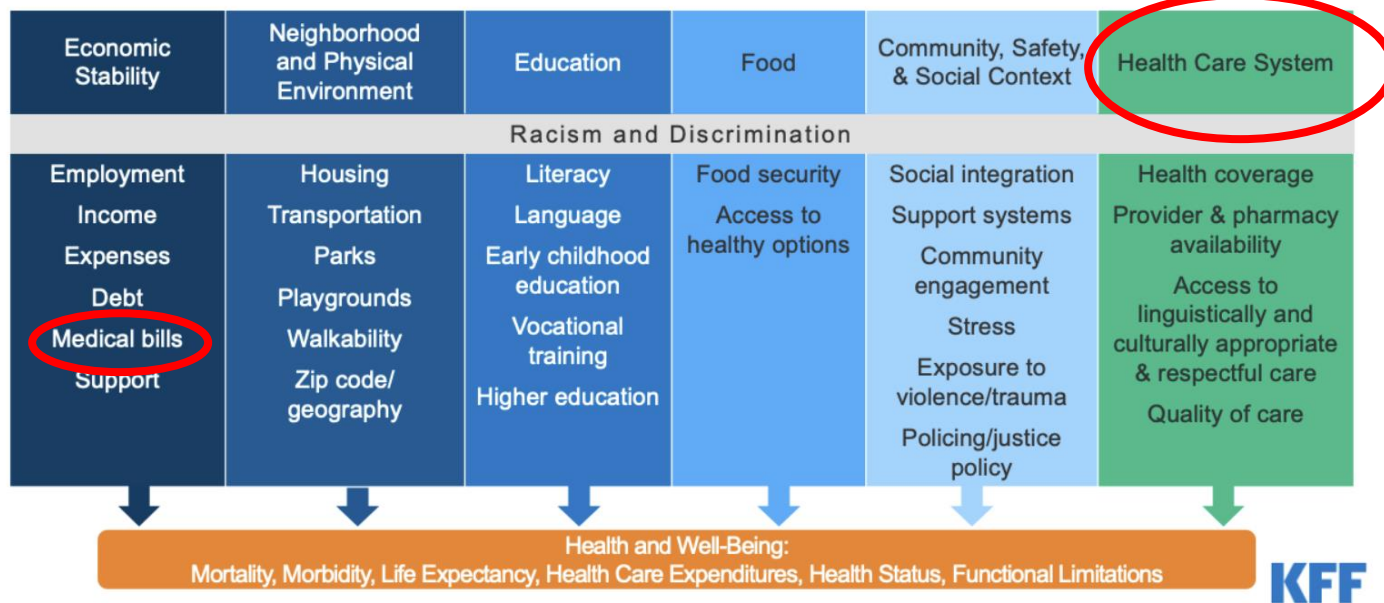 Economic
Stability
Neighborhood
and Physical
Environment
Education
Food
Community, Safety,
& Social Context
Health Care System
Racism and Discrimination
Employment
Income
Expenses
Debt
Medical bills
Support
Housing
Transportation
Parks
Playgrounds
Walkability
Zip code/
geography
Literacy
Language
Early childhood
education
Vocational
training
Higher education
Food security
Access to
healthy options
Social integration
Support systems
Community
engagement
Stress
Exposure to
violence/trauma
Policing/justice
policy
Health coverage
Provider & pharmacy
availability
Access to
linguistically and
culturally appropriate
& respectful care
Quality of care
Health and Well-Being:
Mortality, Morbidity, Life Expectancy, Health Care Expenditures, Health Status, Functional Limitations
KFF